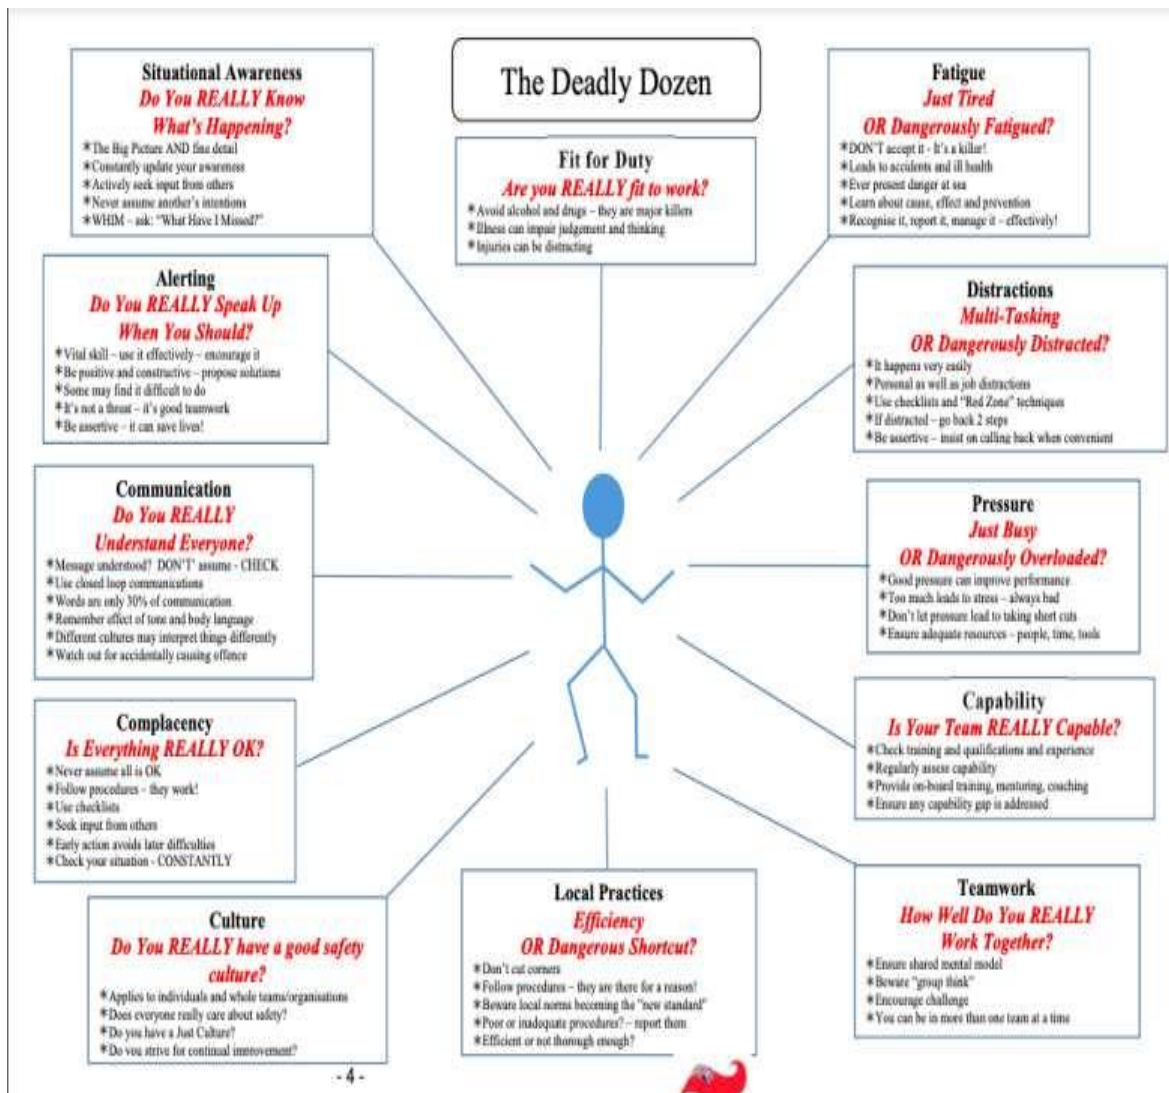 The Deadly Dozen
Situational Awareness
Do You REALLY Know
What's Happening?
*The Big Picture AND fine detail
*Constantly update your awareness
*Actively seek input from others
*Never assume another's intentions
*WHIM – ask: "What Have I Missed?"
Fit for Duty
Are you REALLY fit to work?
*Avoid alcohol and drugs – they are major killers
*Illness can impair judgement and thinking
*Injuries can be distracting
Fatigue
Just Tired
OR Dangerously Fatigued?
*DON'T accept it - It's a killer!
*Leads to accidents and ill health
*Ever present danger at sea
*Learn about cause, effect and prevention
*Recognise it, report it, manage it – effectively!
Alerting
Do You REALLY Speak Up
When You Should?
*Vital skill – use it effectively – encourage it
*Be positive and constructive – propose solutions
*Some may find it difficult to do
*It's not a threat – it's good teamwork
*Be assertive – it can save lives!
Distractions
Multi-Tasking
OR Dangerously Distracted?
*It happens very easily
*Personal as well as job distractions
*Use checklists and "Red Zone" techniques
*If distracted – go back 2 steps
*Be assertive – insist on calling back when convenient
Communication
Do You REALLY
Understand Everyone?
*Message understood? DON'T' assume - CHECK
*Use closed loop communications
*Words are only 30% of communication
*Remember effect of tone and body language
*Different cultures may interpret things differently
*Watch out for accidentally causing offence
Pressure
Just Busy
OR Dangerously Overloaded?
*Good pressure can improve performance
*Too much leads to stress – always bad
*Don't let pressure lead to taking short cuts
*Ensure adequate resources – people, time, tools
Complacency
Is Everything REALLY OK?
*Never assume all is OK
*Follow procedures – they work!
*Use checklists
*Seek input from others
*Early action avoids later difficulties
*Check your situation - CONSTANTLY
Capability
Is Your Team REALLY Capable?
*Check training and qualifications and experience
*Regularly assess capability
*Provide on-board training, mentoring, coaching
*Ensure any capability gap is addressed
Culture
Do You REALLY have a good safety
culture?
*Applies to individuals and whole teams/organisations
*Does everyone really care about safety?
*Do you have a Just Culture?
*Do you strive for continual improvement?
Local Practices
Efficiency
OR Dangerous Shortcut?
*Don't cut corners
*Follow procedures – they are there for a reason!
*Beware local norms becoming the "new standard"
*Poor or inadequate procedures? – report them
*Efficient or not thorough enough?
Teamwork
How Well Do You REALLY
Work Together?
*Ensure shared mental model
*Beware "group think"
*Encourage challenge
*You can be in more than one team at a time
- 4 -